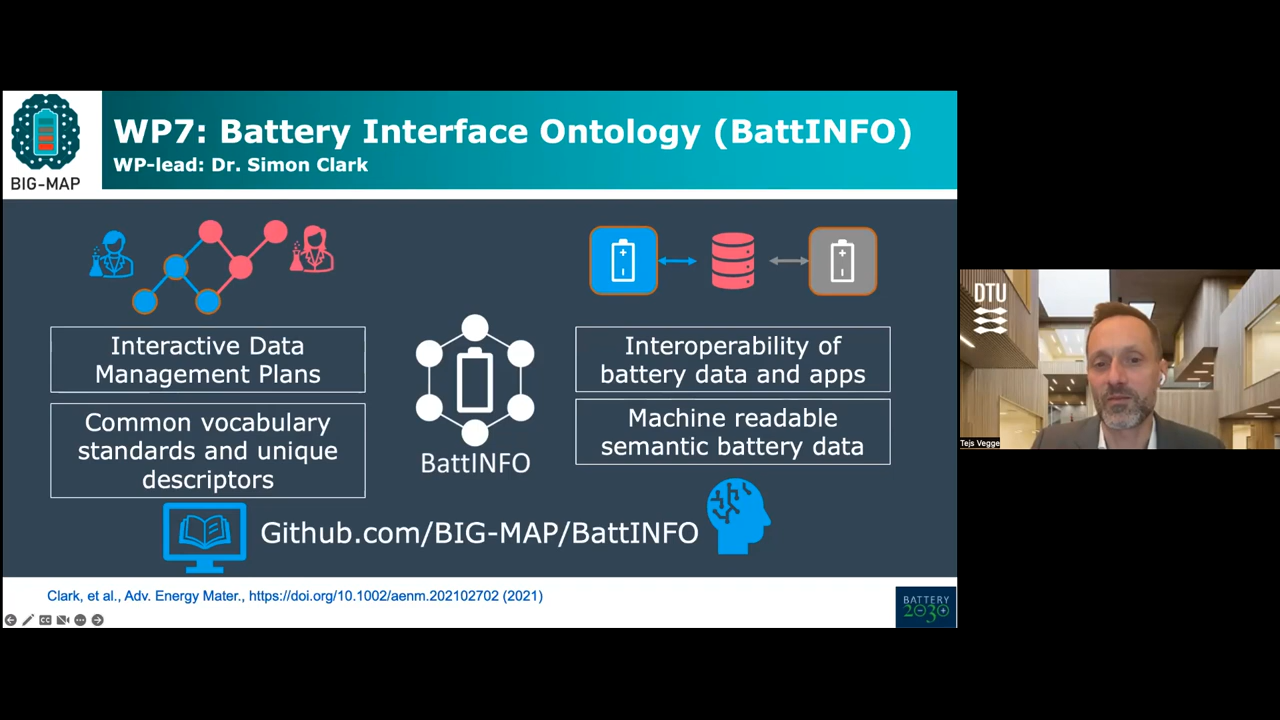 WP7: Battery Interface Ontology (BattINFO)
WP-lead: Dr. Simon Clark
BIG-MAP
Interactive Data
Management Plans
Common vocabulary
standards and unique
descriptors
BattINFO
Interoperability of
battery data and apps
Machine readable
semantic battery data
Github.com/BIG-MAP/BattINFO
Clark, et al., Adv. Energy Mater., https://doi.org/10.1002/aenm.202102702 (2021)
BATTERY
2030
CC
DTU
Tejs Vegge